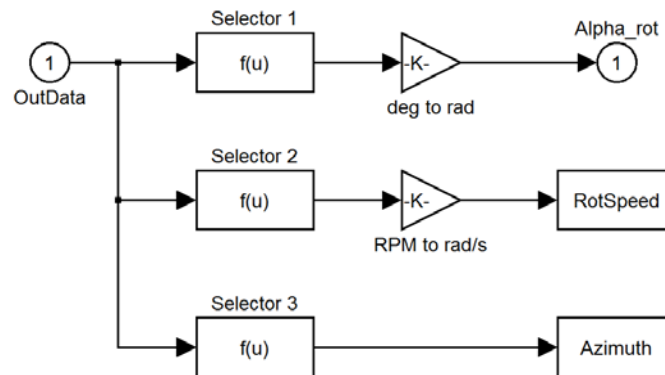 Selector 1
Alpha_rot
1
f(u)
-K-
1
OutData
deg to rad
Selector 2
f(u)
-K-
RotSpeed
RPM to rad/s
Selector 3
f(u)
Azimuth